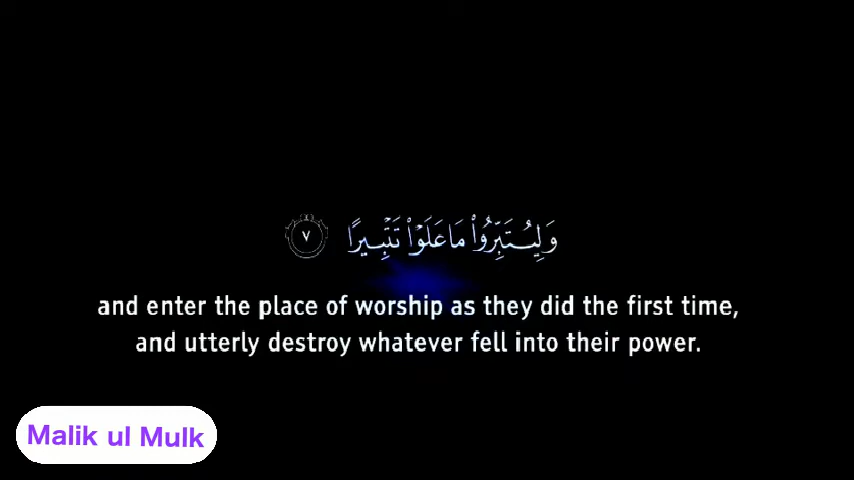 وَلِيُتَبِّرُوا۟ مَا عَلَوْا۟ تَتْبِيرًا ٧
and enter the place of worship as they did the first time,
and utterly destroy whatever fell into their power.
Malik ul Mulk